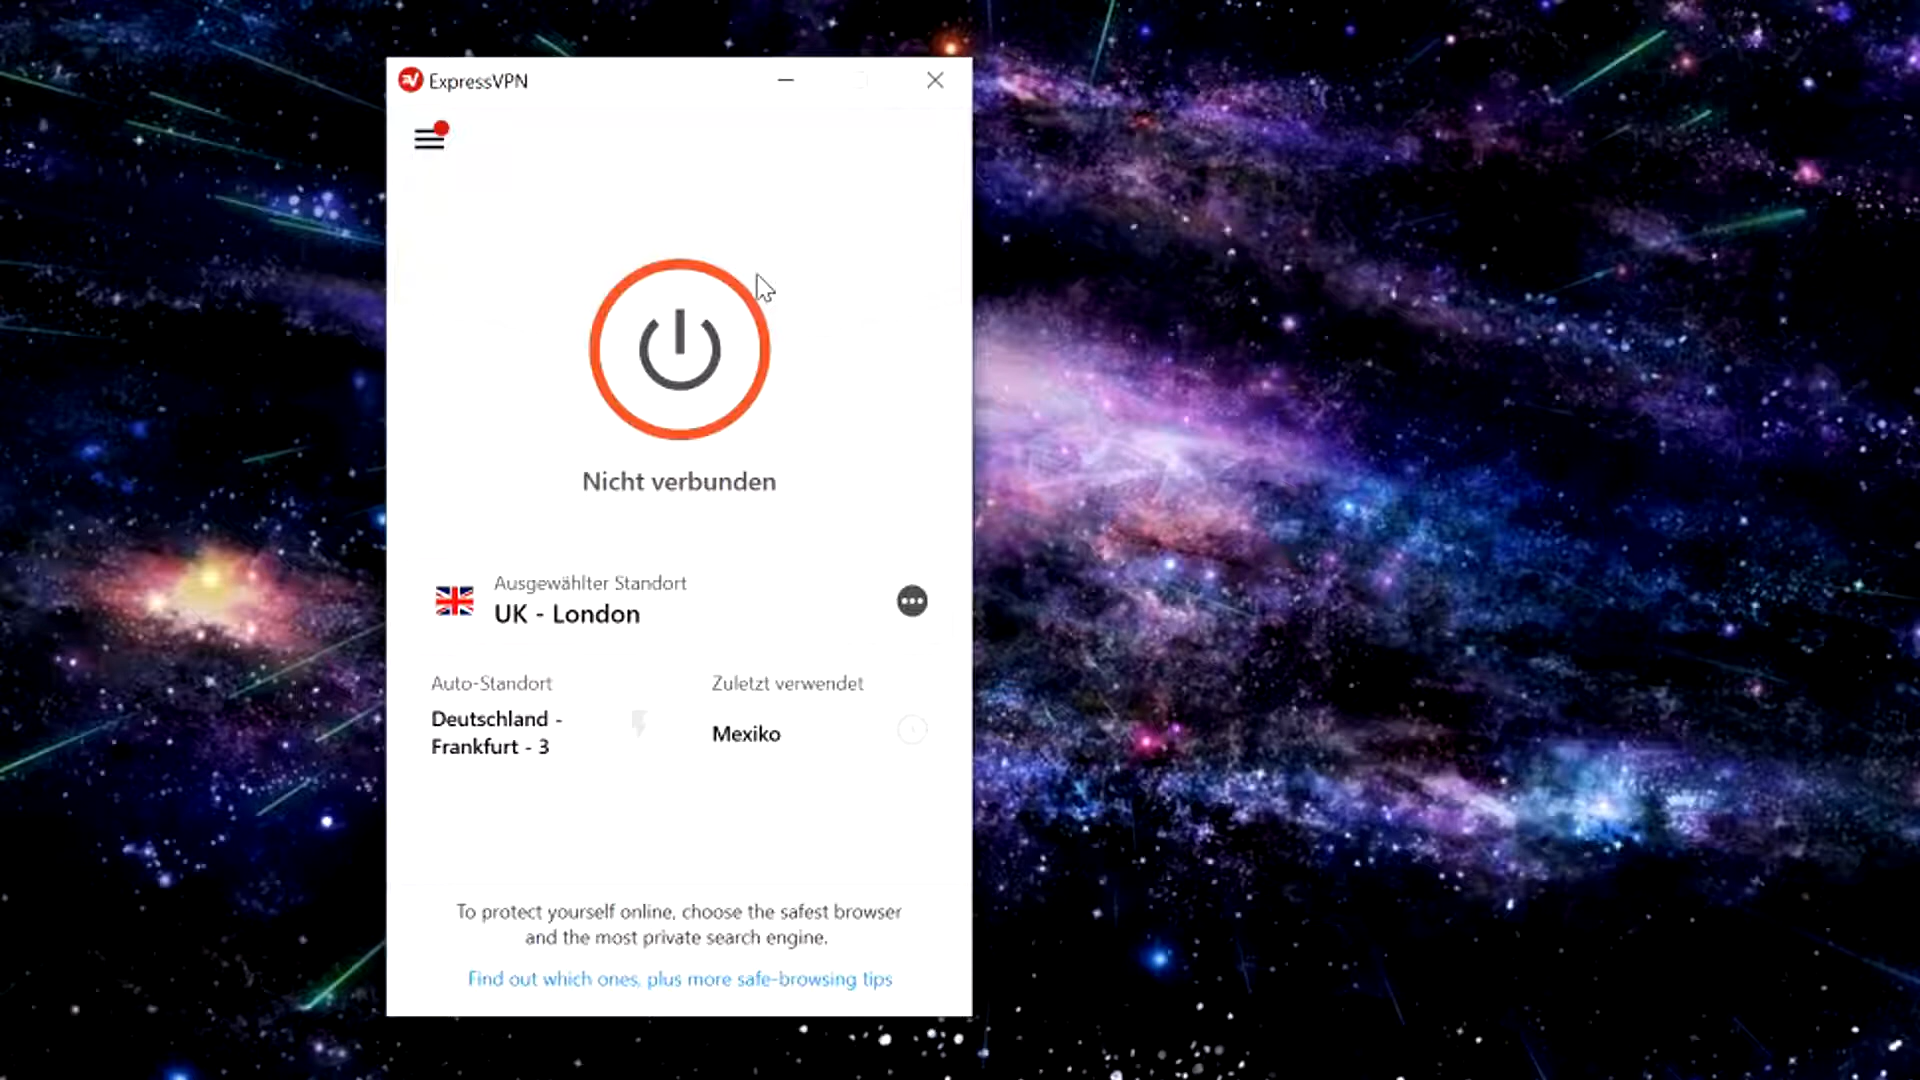 ExpressVPN
Nicht verbunden
Ausgewählter Standort
UK - London
Auto-Standort
Deutschland -
Frankfurt - 3
Zuletzt verwendet
Mexiko
To protect yourself online, choose the safest browser
and the most private search engine.
Find out which ones, plus more safe-browsing tips